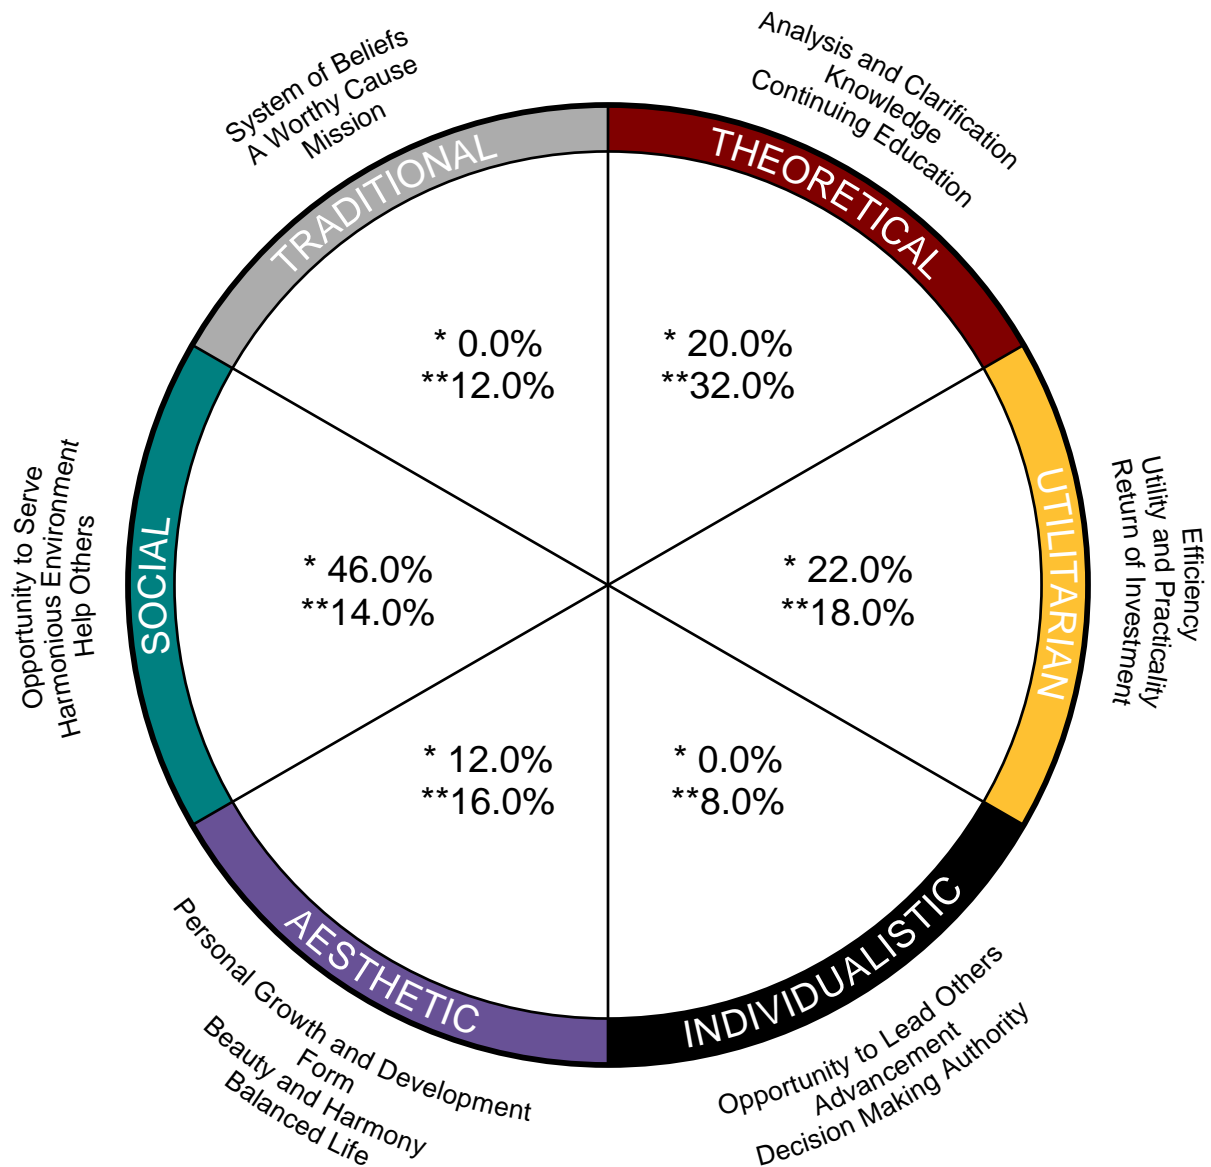 System of Beliefs
A Worthy Cause
Mission
TRADITIONAL
* 0.0%
**12.0%
Analysis and Clarification
Knowledge
Continuing Education
THEORETICAL
* 20.0%
**32.0%
Efficiency
Utility and Practicality
Return of Investment
UTILITARIAN
* 22.0%
**18.0%
Opportunity to Lead Others
Advancement
Decision Making Authority
INDIVIDUALISTIC
* 0.0%
**8.0%
Personal Growth and Development
Form
Beauty and Harmony
Balanced Life
AESTHETIC
* 12.0%
**16.0%
Opportunity to Serve
Harmonious Environment
Help Others
SOCIAL
* 46.0%
**14.0%